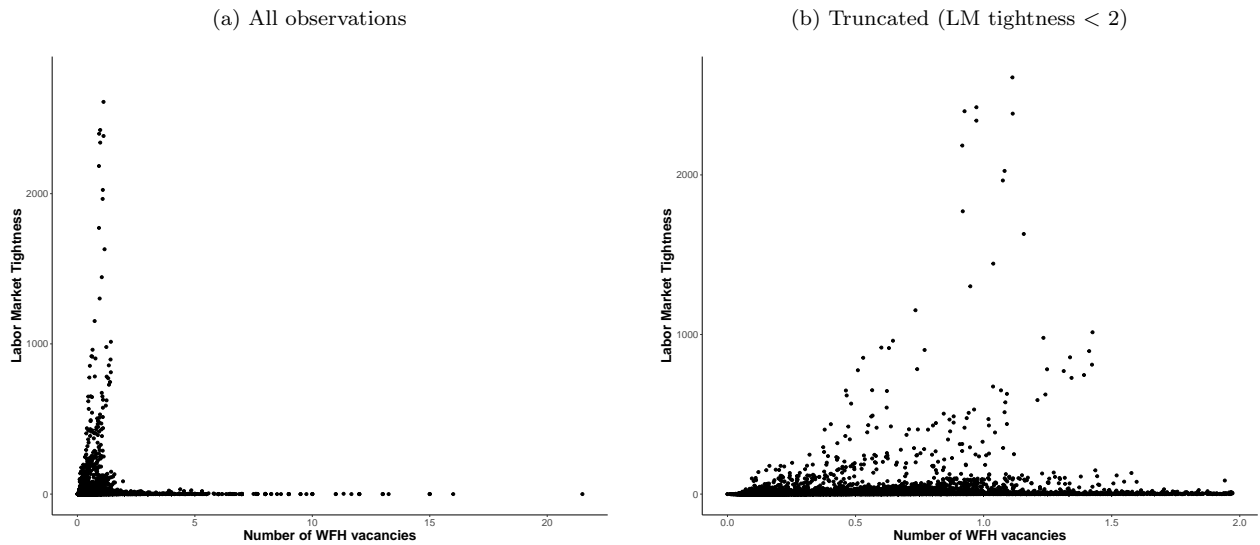 (a) All observations
2000
1000
0
Labor Market Tightness
0 5 10 15 20
Number of WFH vacancies
(b) Truncated (LM tightness < 2)
2000
1000
0
Labor Market Tightness
0.0 0.5 1.0 1.5 2.0
Number of WFH vacancies